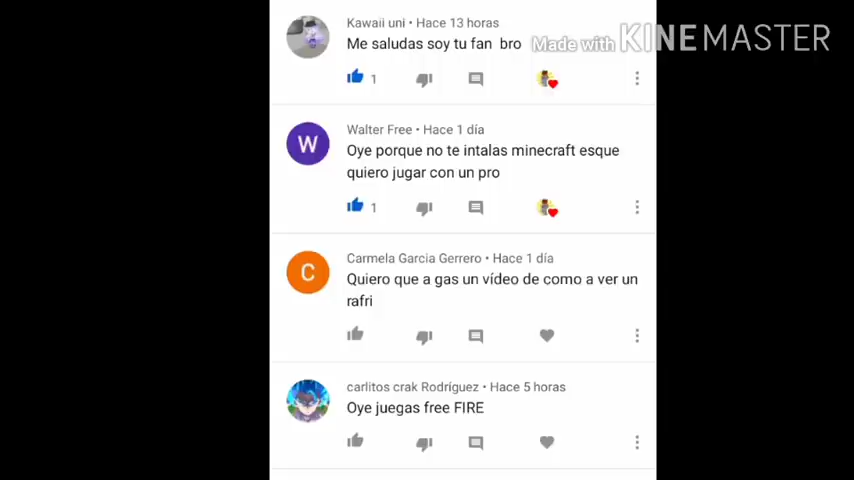 Kawaii uni • Hace 13 horas
Me saludas soy tu fan bro
Made with KINEMASTER
1
W
Walter Free • Hace 1 día
Oye porque no te intalas minecraft esque
quiero jugar con un pro
1
C
Carmela Garcia Gerrero • Hace 1 día
Quiero que a gas un vídeo de como a ver un
rafri
carlitos crak Rodríguez • Hace 5 horas
Oye juegas free FIRE